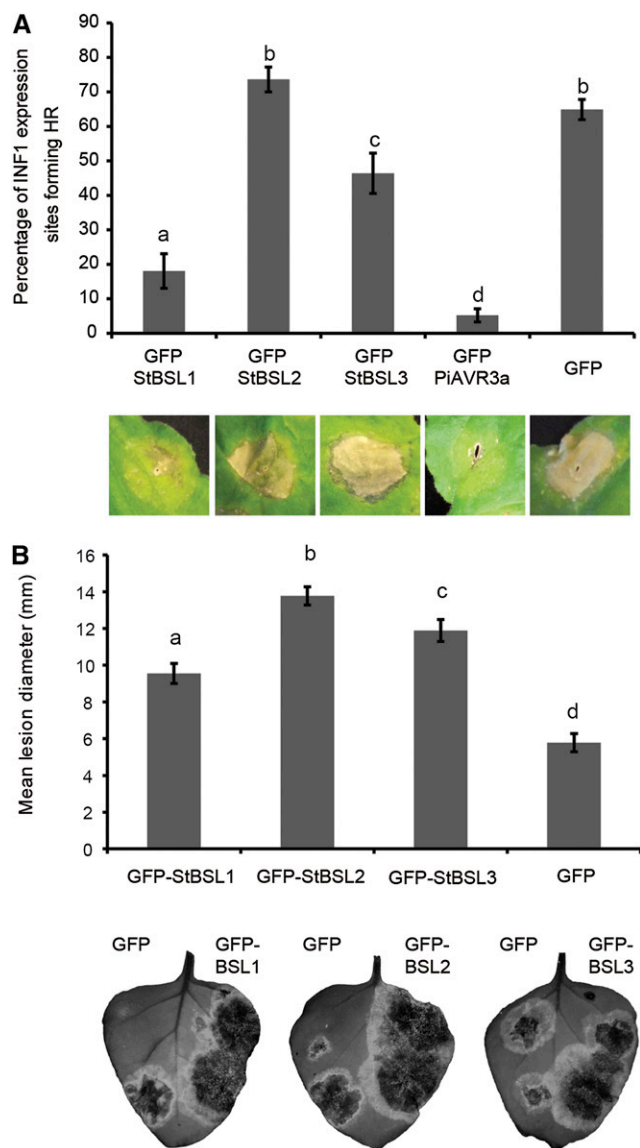 A
Percentage of INF1 expression
sites forming HR
90
80
70
60
50
40
30
20
10
0
a
b
c
d
b
GFP
StBSL1
GFP
StBSL2
GFP
StBSL3
GFP
PiAVR3a
GFP
B
Mean lesion diameter (mm)
16
14
12
10
8
6
4
2
0
a
b
c
d
GFP-StBSL1
GFP-StBSL2
GFP-StBSL3
GFP
GFP
GFP-
BSL1
GFP
GFP-
BSL2
GFP
GFP-
BSL3